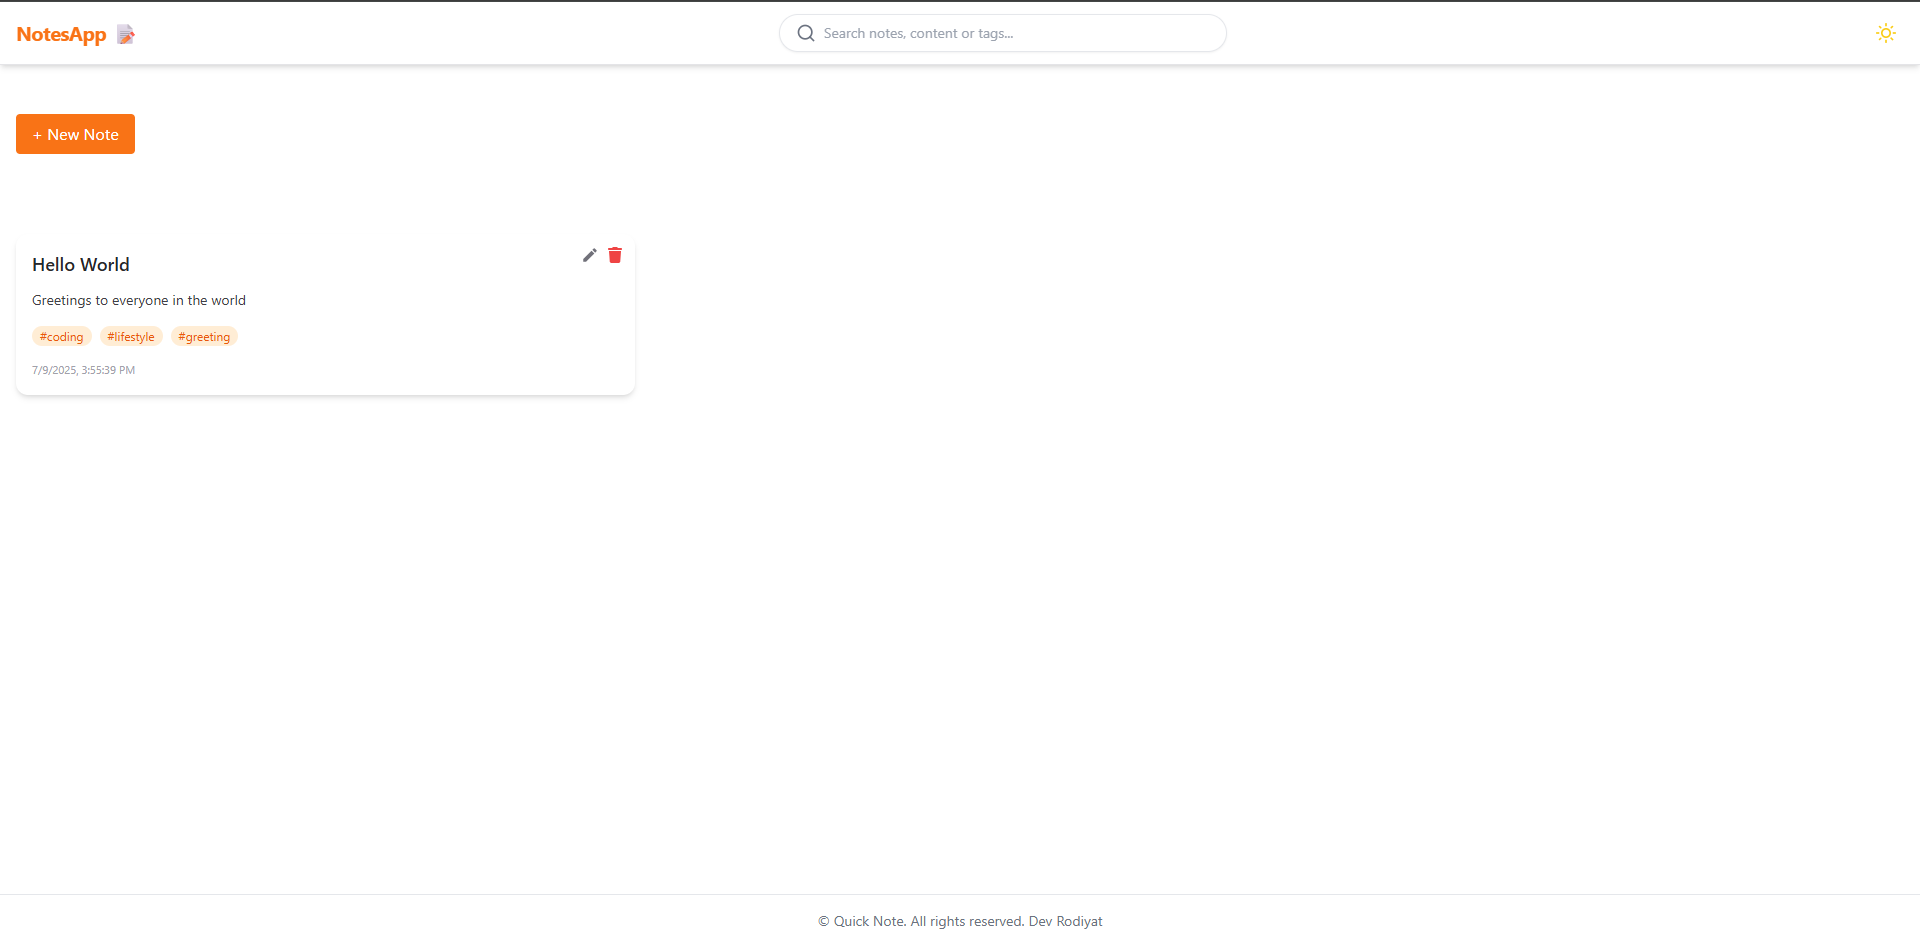 NotesApp
Search notes, content or tags...
+ New Note
Hello World
Greetings to everyone in the world
#coding #lifestyle #greeting
7/9/2025, 3:55:39 PM
© Quick Note. All rights reserved. Dev Rodiyat